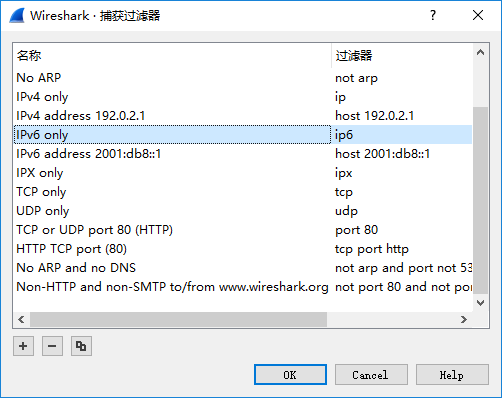 Wireshark · 捕获过滤器
名称 过滤器
No ARP not arp
IPv4 only ip
IPv4 address 192.0.2.1 host 192.0.2.1
IPv6 only ip6
IPv6 address 2001:db8::1 host 2001:db8::1
IPX only ipx
TCP only tcp
UDP only udp
TCP or UDP port 80 (HTTP) port 80
HTTP TCP port (80) tcp port http
No ARP and no DNS not arp and port not 53
Non-HTTP and non-SMTP to/from www.wireshark.org not port 80 and not por
OK Cancel Help